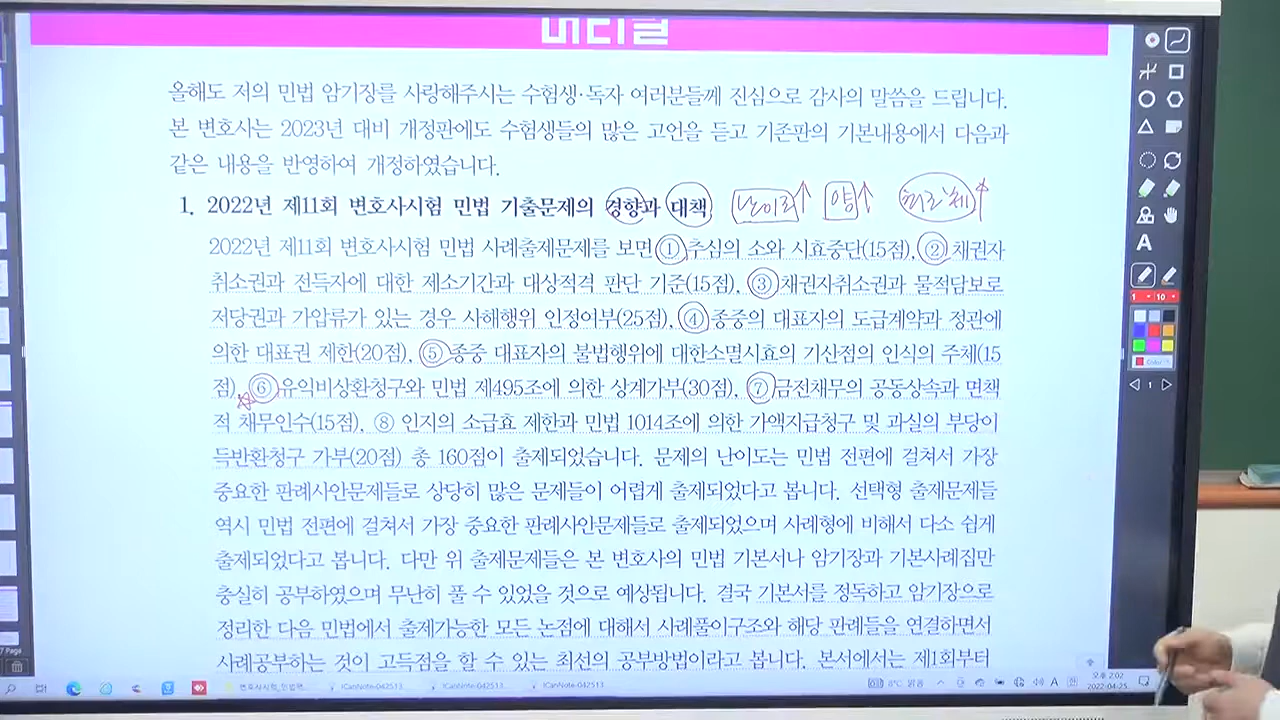 머리말
올해도 저의 민법 암기장를 사랑해주시는 수험생·독자 여러분들께 진심으로 감사의 말씀을 드립니다.
본 변호사는 2023년 대비 개정판에도 수험생들의 많은 고언을 듣고 기존판의 기본내용에서 다음과
같은 내용을 반영하여 개정하였습니다.
1. 2022년 제11회 변호사시험 민법 기출문제의 경향과 대책 난이도↑ 양↑
2022년 제11회 변호사시험 민법 사례출제문제를 보면 ① 추심의 소와 시효중단(15점), ② 채권자
취소권과 전득자에 대한 제소기간과 대상적격 판단 기준(15점), ③ 채권자취소권과 물적담보로
저당권과 가압류가 있는 경우 사해행위 인정여부(25점), ④ 종중의 대표자의 도급계약과 정관에
의한 대표권 제한(20점), ⑤ 종중 대표자의 불법행위에 대한소멸시효의 기산점의 인식의 주체(15
점), ⑥ 유익비상환청구와 민법 제495조에 의한 상계가부(30점), ⑦ 금전채무의 공동상속과 면책
적 채무인수(15점), ⑧ 인지의 소급효 제한과 민법 1014조에 의한 가액지급청구 및 과실의 부당이
득반환청구 가부(20점) 총 160점이 출제되었습니다. 문제의 난이도는 민법 전편에 걸쳐서 가장
중요한 판례사안문제들로 상당히 많은 문제들이 어렵게 출제되었다고 봅니다. 선택형 출제문제들
역시 민법 전편에 걸쳐서 가장 중요한 판례사안문제들로 출제되었으며 사례형에 비해서 다소 쉽게
출제되었다고 봅니다. 다만 위 출제문제들은 본 변호사의 민법 기본서나 암기장과 기본사례집만
충실히 공부하였으며 무난히 풀 수 있었을 것으로 예상됩니다. 결국 기본서를 정독하고 암기장으로
정리한 다음 민법에서 출제가능한 모든 논점에 대해서 사례풀이구조와 해당 판례들을 연결하면서
사례공부하는 것이 고득점을 할 수 있는 최선의 공부방법이라고 봅니다. 본서에서는 제1회부터
변호사시험_민법맨... ICanNote-042513... ICanNote-042513... ICanNote-042513 8°C 맑음 A 오후 2:02
2022-04-25